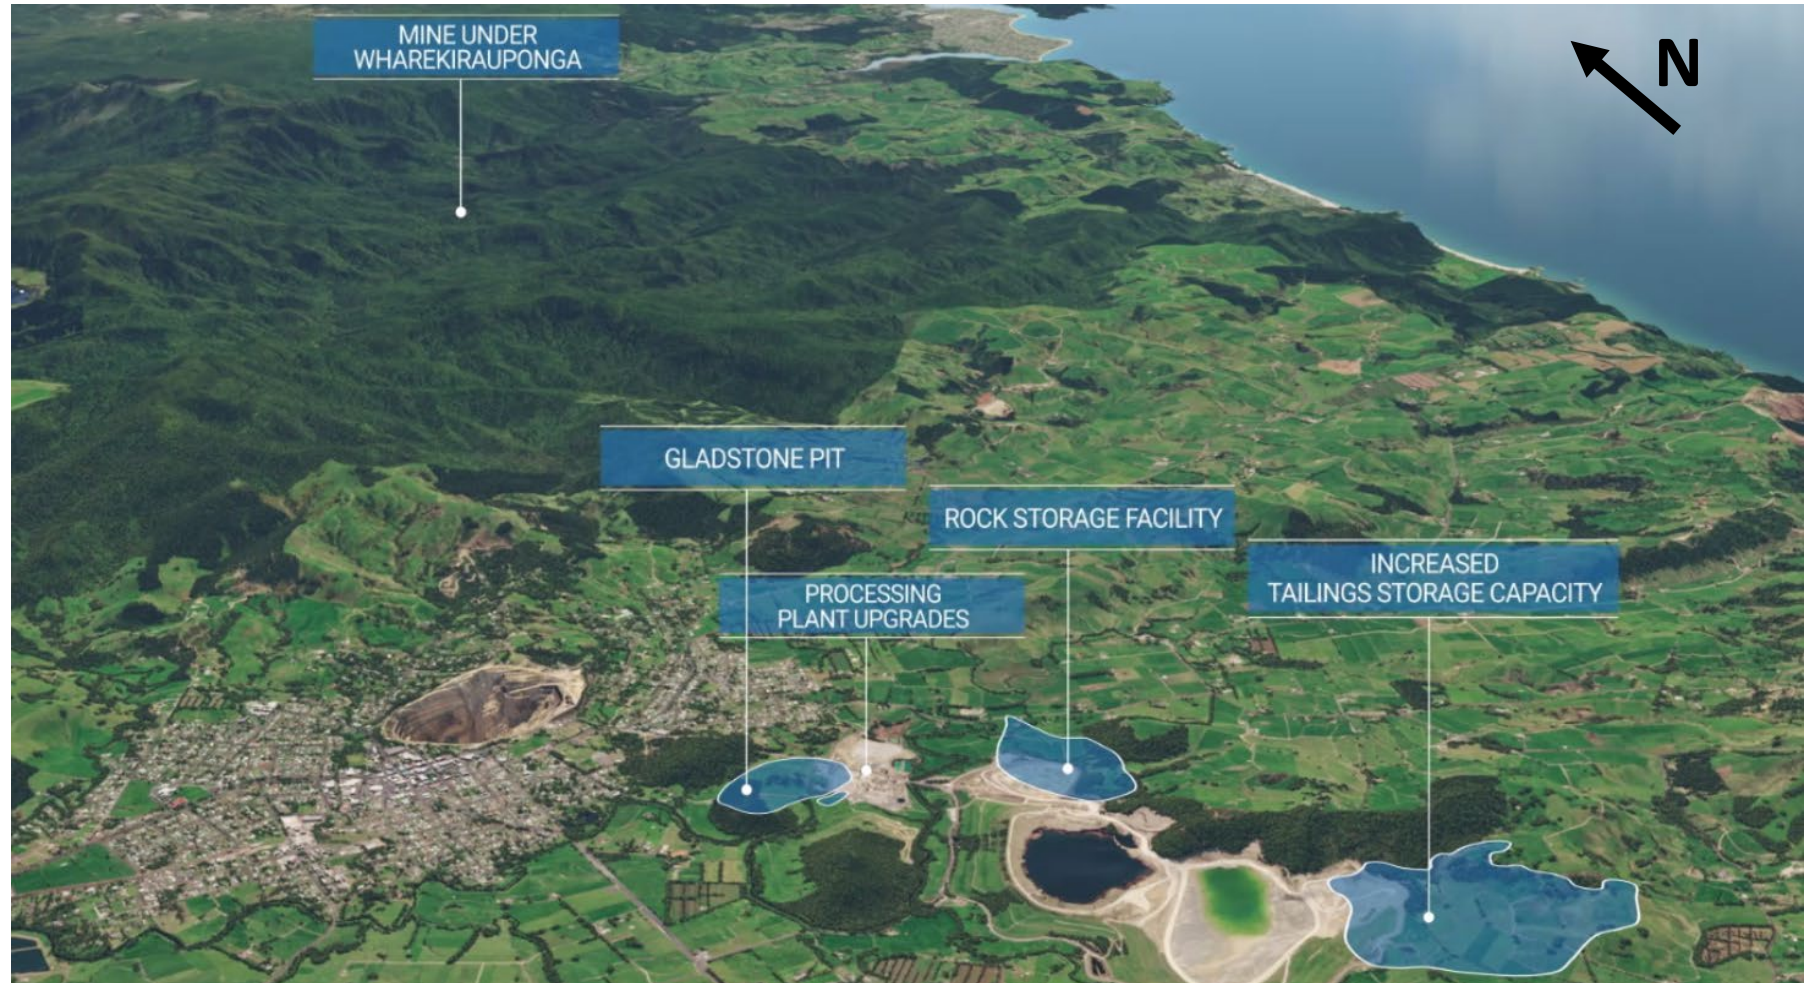 MINE UNDER
WHAREKIRAUPONGA
N
GLADSTONE PIT
ROCK STORAGE FACILITY
INCREASED
TAILINGS STORAGE CAPACITY
PROCESSING
PLANT UPGRADES